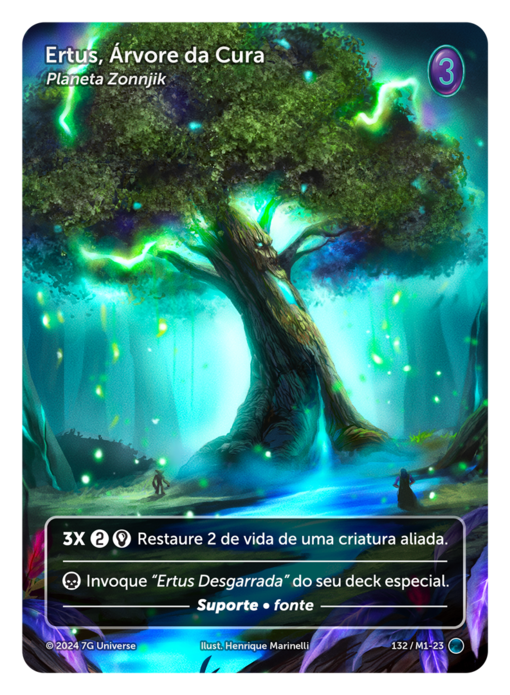 Ertus, Árvore da Cura
3
Planeta Zonnjik
3X 2 Restaure 2 de vida de uma criatura aliada.
Invoque "Ertus Desgarrada" do seu deck especial.
Suporte • fonte
© 2024 7G Universe
Ilust. Henrique Marinelli
132 / M1-23